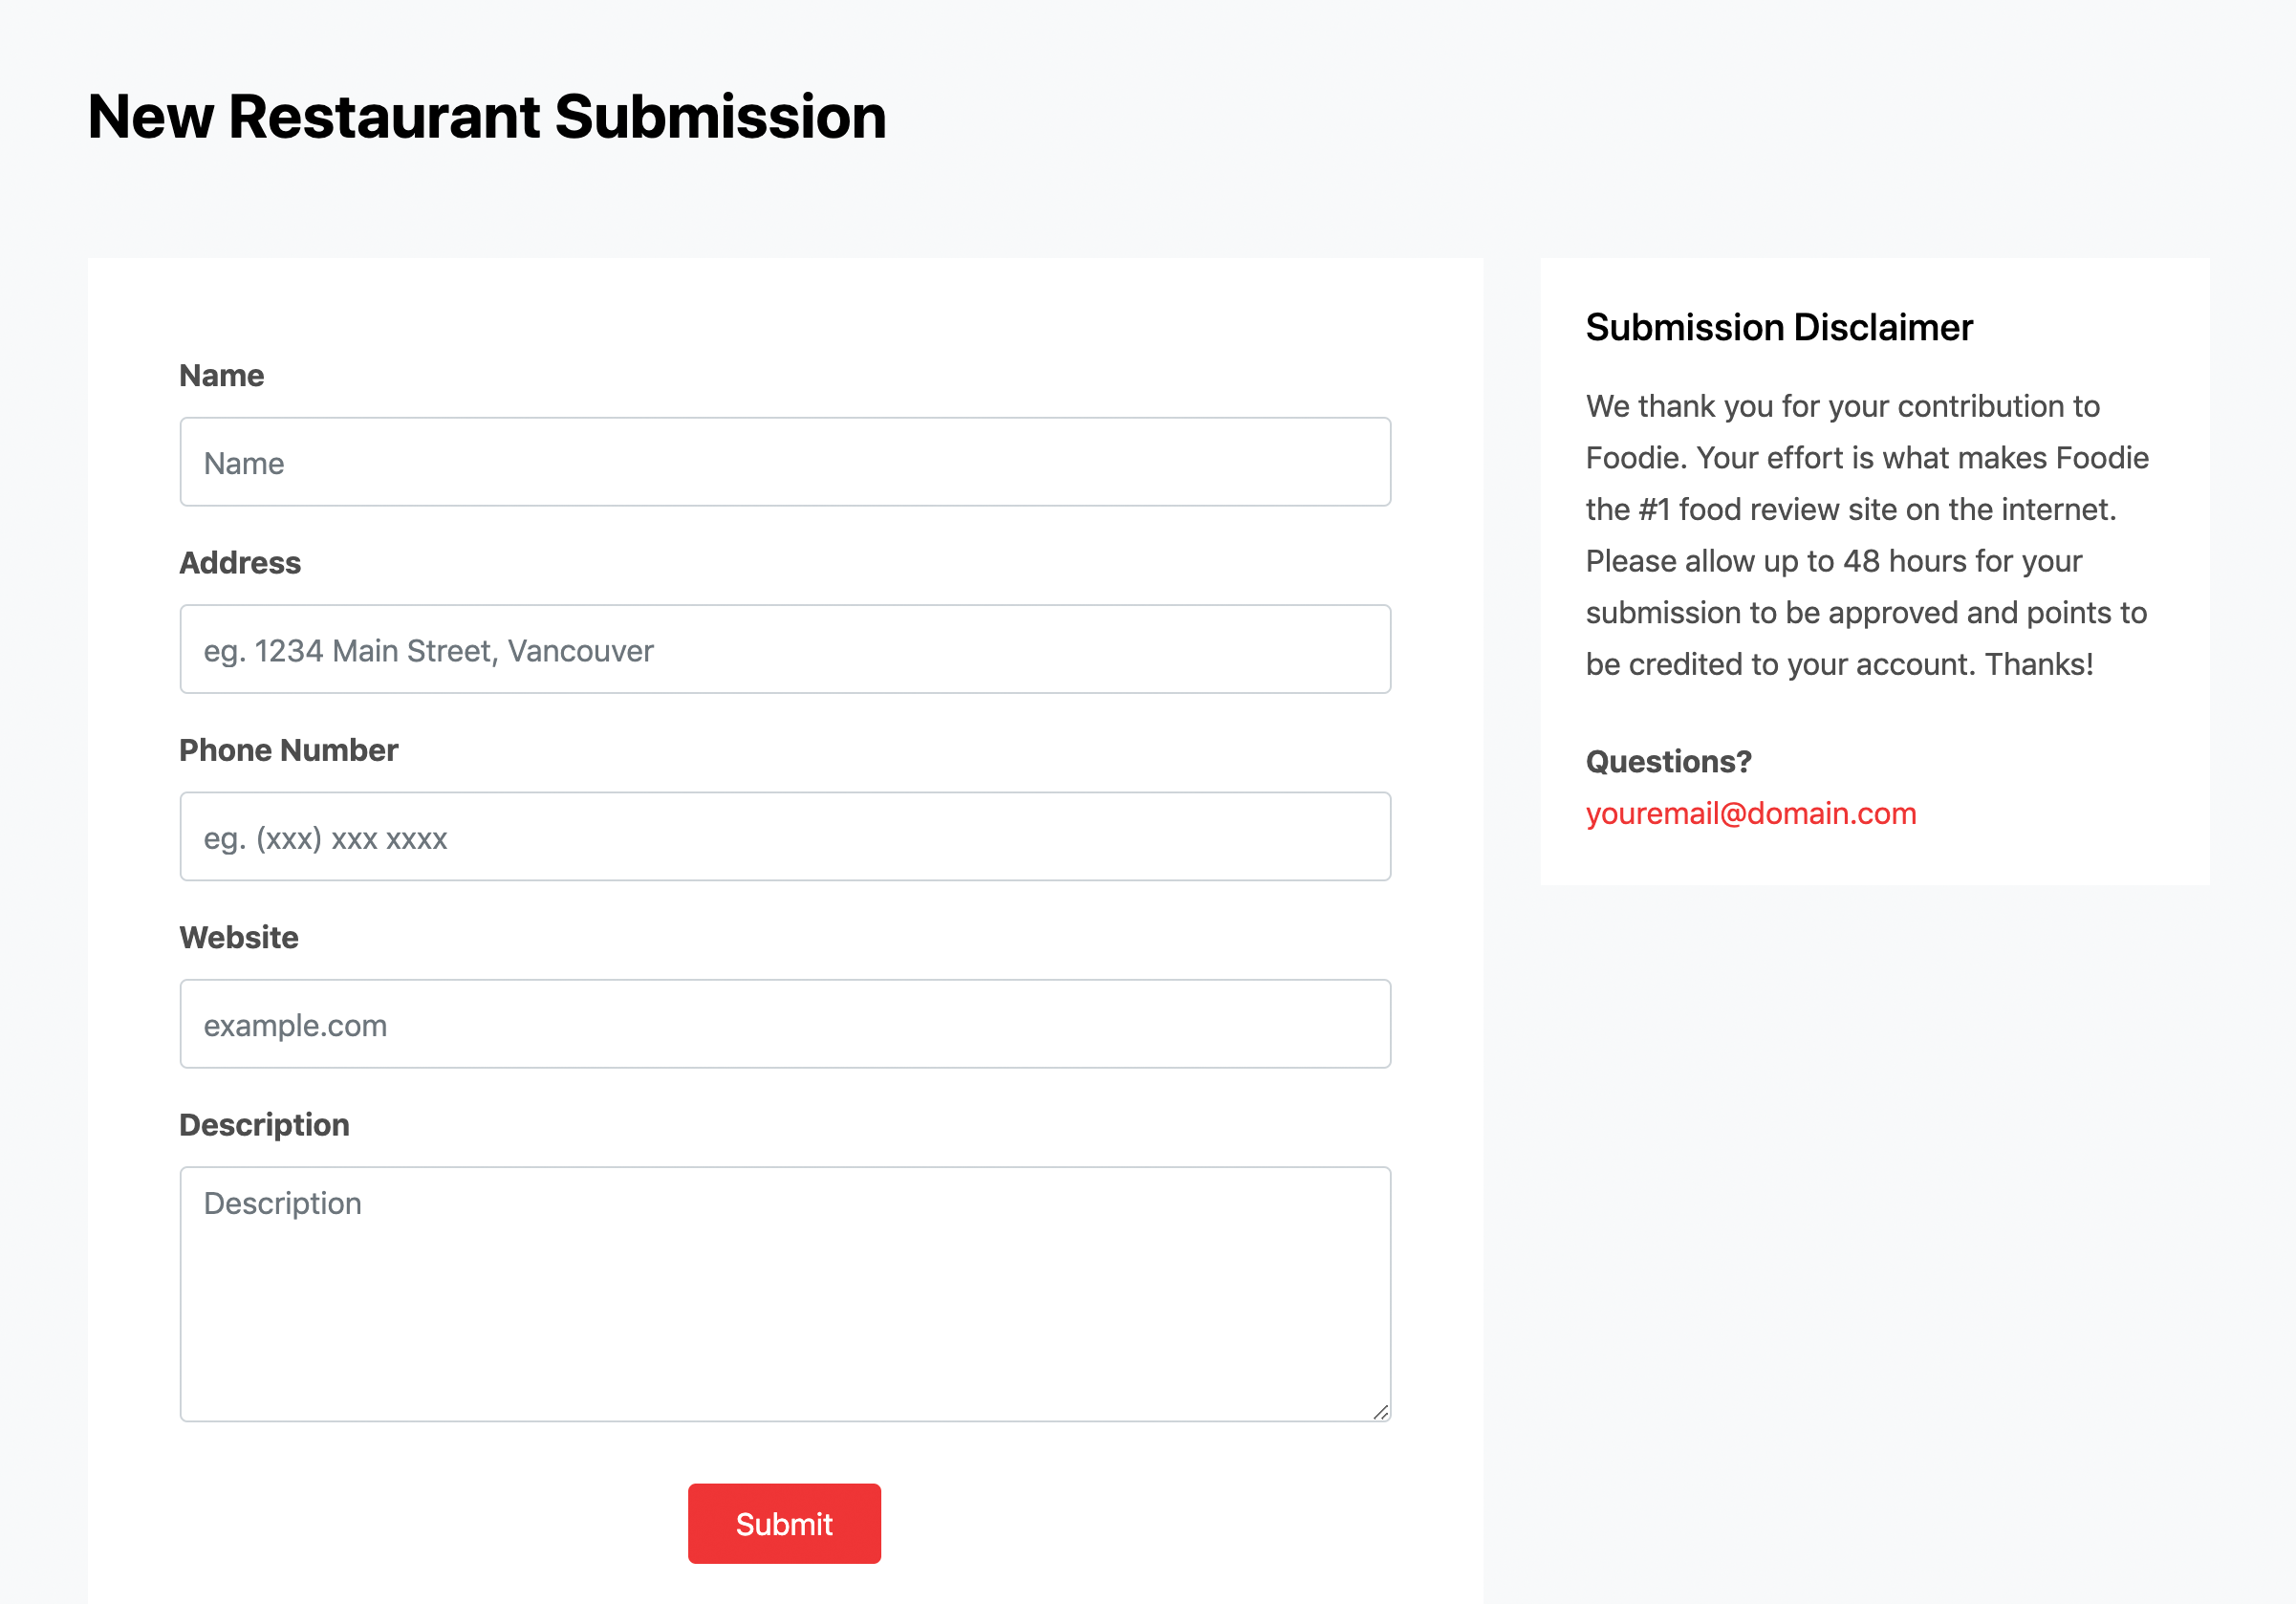 New Restaurant Submission
Name
Name
Address
eg. 1234 Main Street, Vancouver
Phone Number
eg. (xxx) xxx xxxx
Website
example.com
Description
Description
Submit
Submission Disclaimer
We thank you for your contribution to
Foodie. Your effort is what makes Foodie
the #1 food review site on the internet.
Please allow up to 48 hours for your
submission to be approved and points to
be credited to your account. Thanks!
Questions?
youremail@domain.com